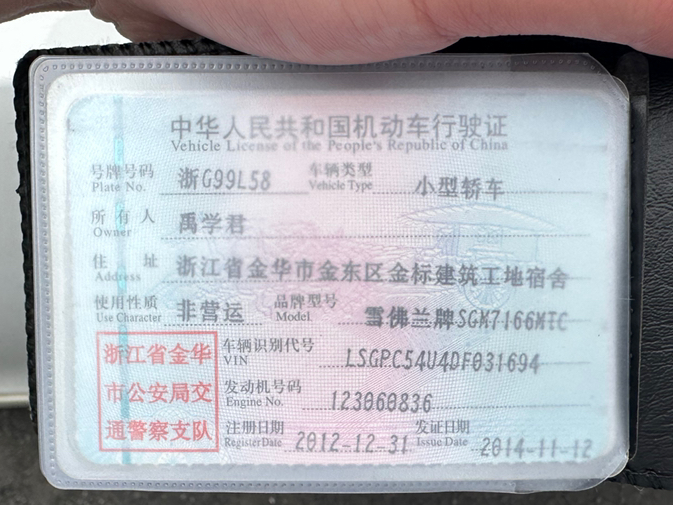 中华人民共和国机动车行驶证
Vehicle License of the People's Republic of China
号牌号码 浙G99L58 车辆类型 小型轿车
Plate No. Vehicle Type
所有人 禹学君
Owner
住址 浙江省金华市金东区金标建筑工地宿舍
Address
使用性质 非营运 品牌型号 雪佛兰牌SGM7166MTC
Use Character Model
浙江省金华 车辆识别代号 LSGPC54U4DF031694
VIN
市公安局交 发动机号码 123060836
Engine No.
通警察支队 注册日期 2012-12-31 发证日期 2014-11-12
Register Date Issue Date